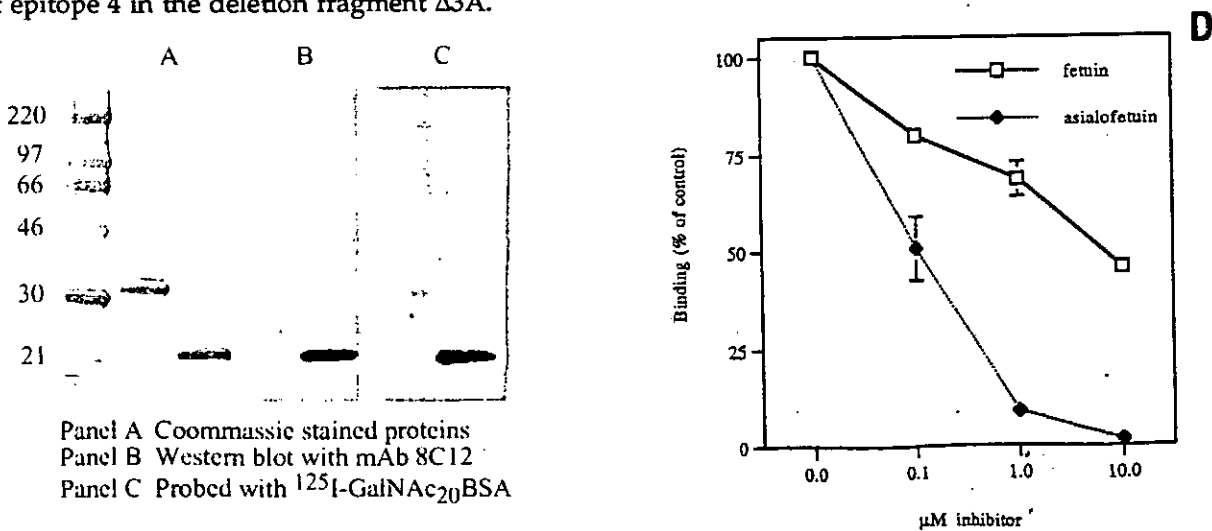 epitope 4 in the deletion fragment Δ3A.
A B C
220
97
66
46
30
21
Panel A Coommassic stained proteins
Panel B Western blot with mAb 8C12
Panel C Probed with ¹²⁵I-GalNAc₂₀BSA
D
fetuin
asialofetuin
Binding (% of control)
100
75
50
25
0
0.0 0.1 1.0 10.0
μM inhibitor